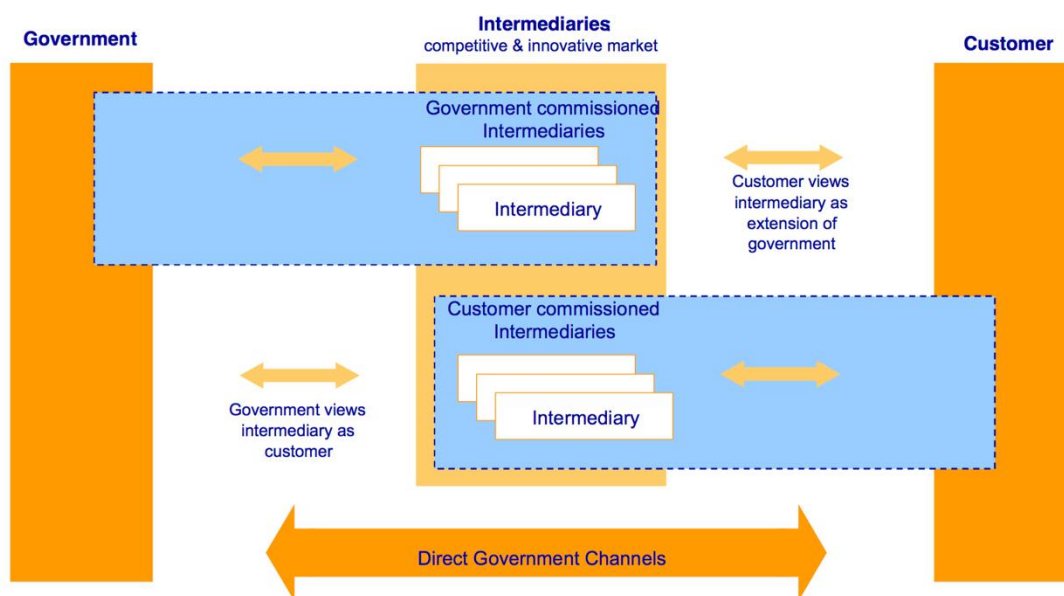 Government
Intermediaries:
competitive & innovative market
Customer
Government commissioned
Intermediaries
Intermediary
Customer views
intermediary as
extension of
government
Customer commissioned
Intermediaries
Intermediary
Government views
intermediary as
customer
Direct Government Channels